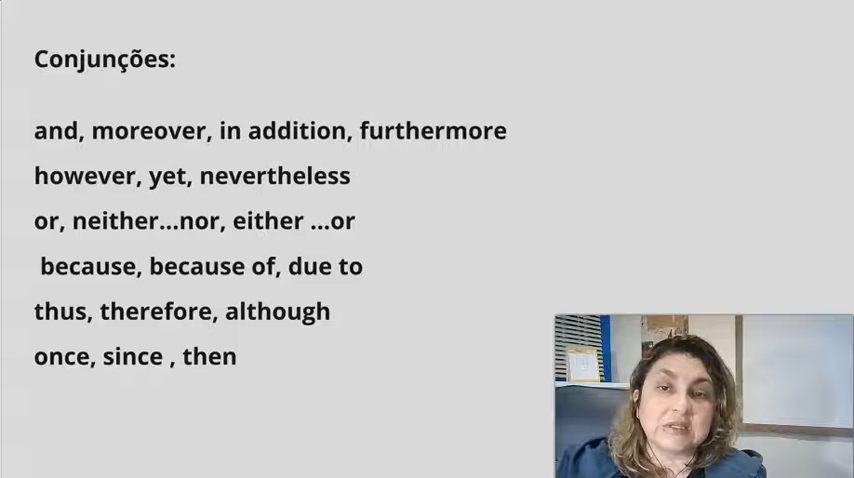 Conjunções:
and, moreover, in addition, furthermore
however, yet, nevertheless
or, neither...nor, either ...or
because, because of, due to
thus, therefore, although
once, since , then